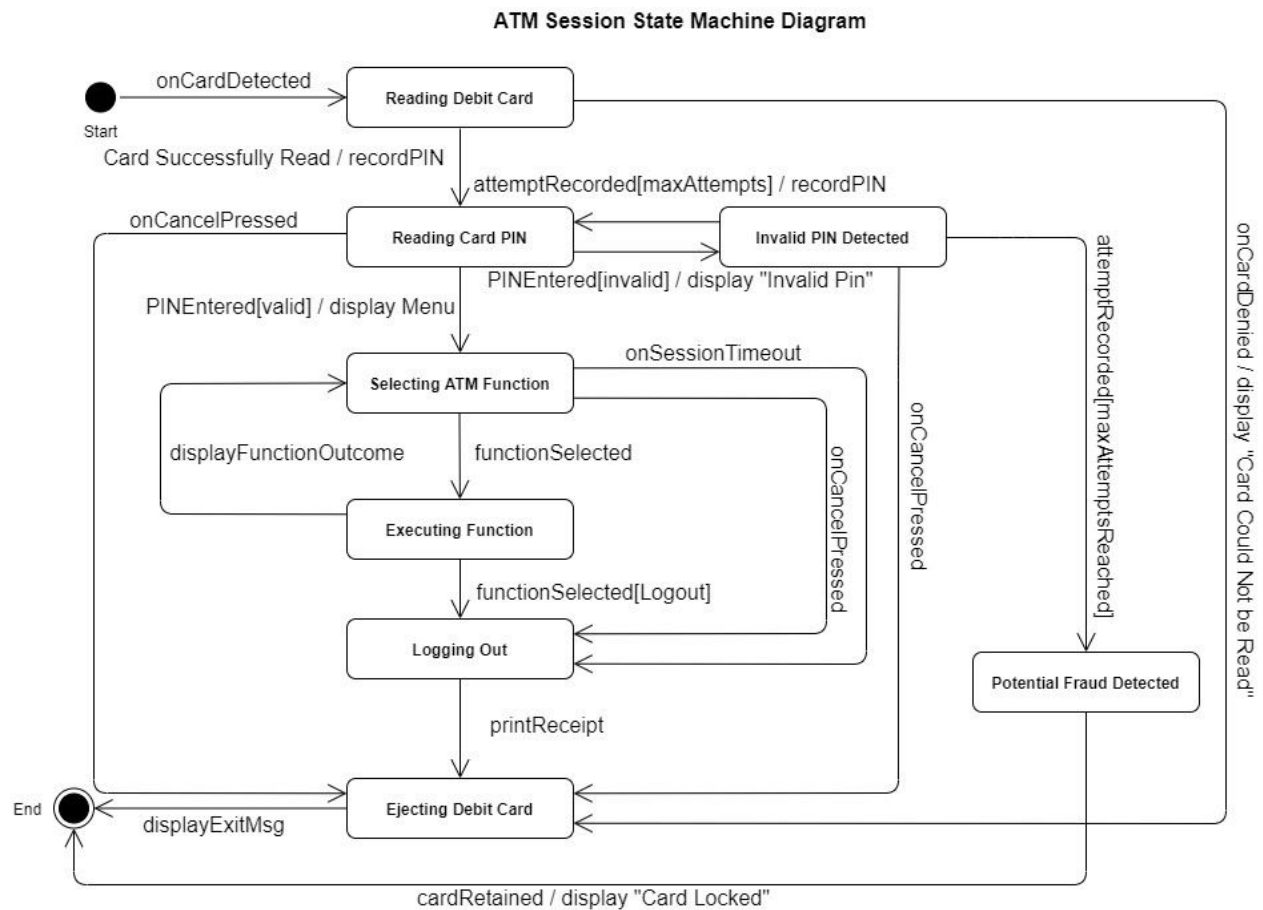 ATM Session State Machine Diagram
onCardDetected
Reading Debit Card
Start
Card Successfully Read / recordPIN
attemptRecorded[maxAttempts] / recordPIN
onCancelPressed
Reading Card PIN
Invalid PIN Detected
PINEntered[invalid] / display "Invalid Pin"
PINEntered[valid] / display Menu
attemptRecorded[maxAttemptsReached]
onCardDenied / display "Card Could Not be Read"
onSessionTimeout
Selecting ATM Function
onCancelPressed
onCancelPressed
displayFunctionOutcome
functionSelected
Executing Function
functionSelected[Logout]
Logging Out
Potential Fraud Detected
printReceipt
Ejecting Debit Card
End
displayExitMsg
cardRetained / display "Card Locked"